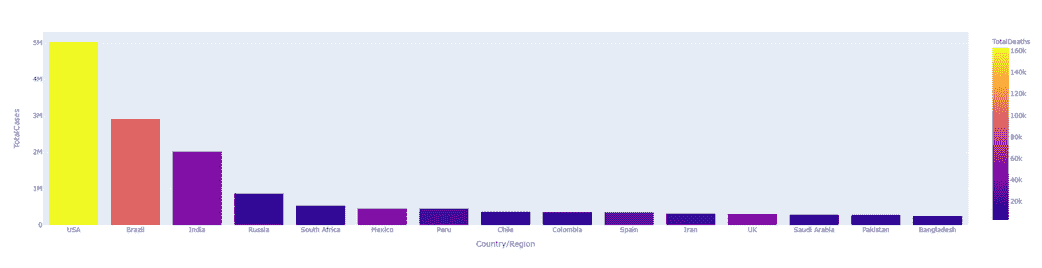 TotalDeaths
5M
4M
3M
2M
1M
0
TotalCases
160k
140k
120k
100k
80k
60k
40k
20k
USA Brazil India Russia South Africa Mexico Peru Chile Colombia Spain Iran UK Saudi Arabia Pakistan Bangladesh
Country/Region